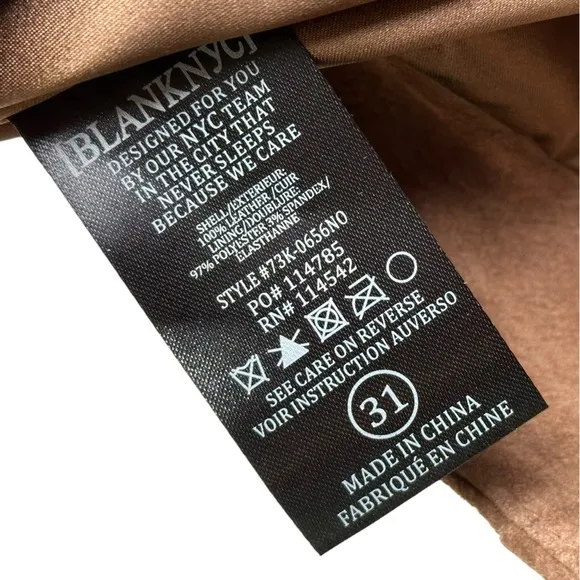 [BLANKNYC]
DESIGNED FOR YOU
BY OUR NYC TEAM
IN THE CITY THAT
NEVER SLEEPS
BECAUSE WE CARE
SHELL/EXTERIEUR
100% LEATHER /CUIR
LINING/DOUBLURE:
97% POLYESTER 3% SPANDEX/
ELASTHANNE
STYLE #73K-0656NO
PO# 114785
RN# 114542
SEE CARE ON REVERSE
VOIR INSTRUCTION AUVERSO
31
MADE IN CHINA
FABRIQUÉ EN CHINE